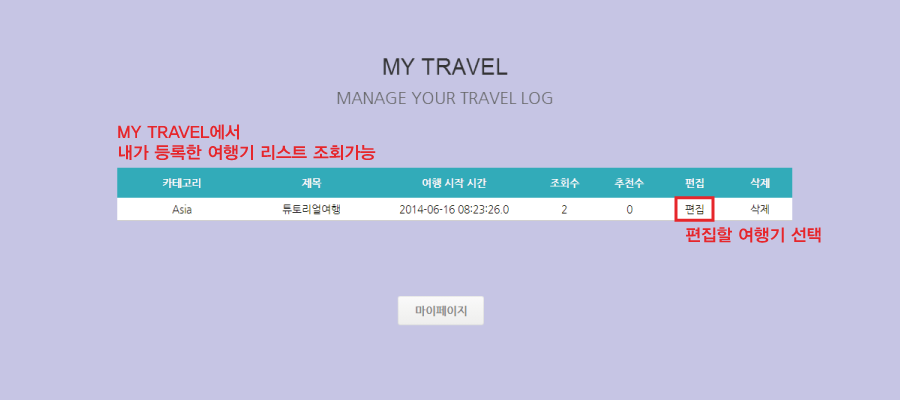 MY TRAVEL
MANAGE YOUR TRAVEL LOG
MY TRAVEL에서
내가 등록한 여행기 리스트 조회가능
카테고리 제목 여행 시작 시간 조회수 추천수 편집 삭제
Asia 튜토리얼여행 2014-06-16 08:23:26.0 2 0 편집 삭제
편집할 여행기 선택
마이페이지